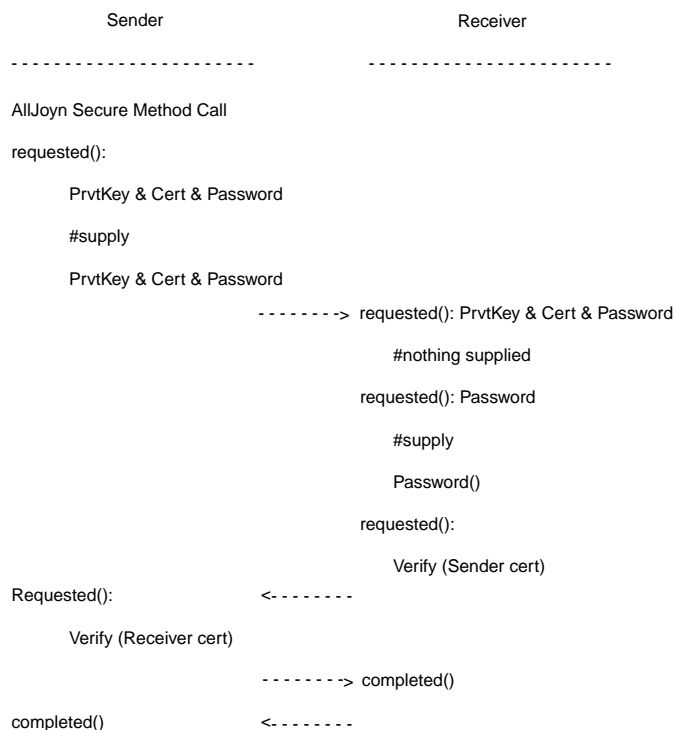 Sender Receiver
- - - - - - - - - - - - - - - - - - - - - - - - - - - - - - - - - - - - - - - - - - - - - -
AllJoyn Secure Method Call
requested():
PrvtKey & Cert & Password
#supply
PrvtKey & Cert & Password
- - - - - - - -> requested(): PrvtKey & Cert & Password
#nothing supplied
requested(): Password
#supply
Password()
requested():
Verify (Sender cert)
Requested(): <- - - - - - - -
Verify (Receiver cert)
- - - - - - - -> completed()
completed() <- - - - - - - -